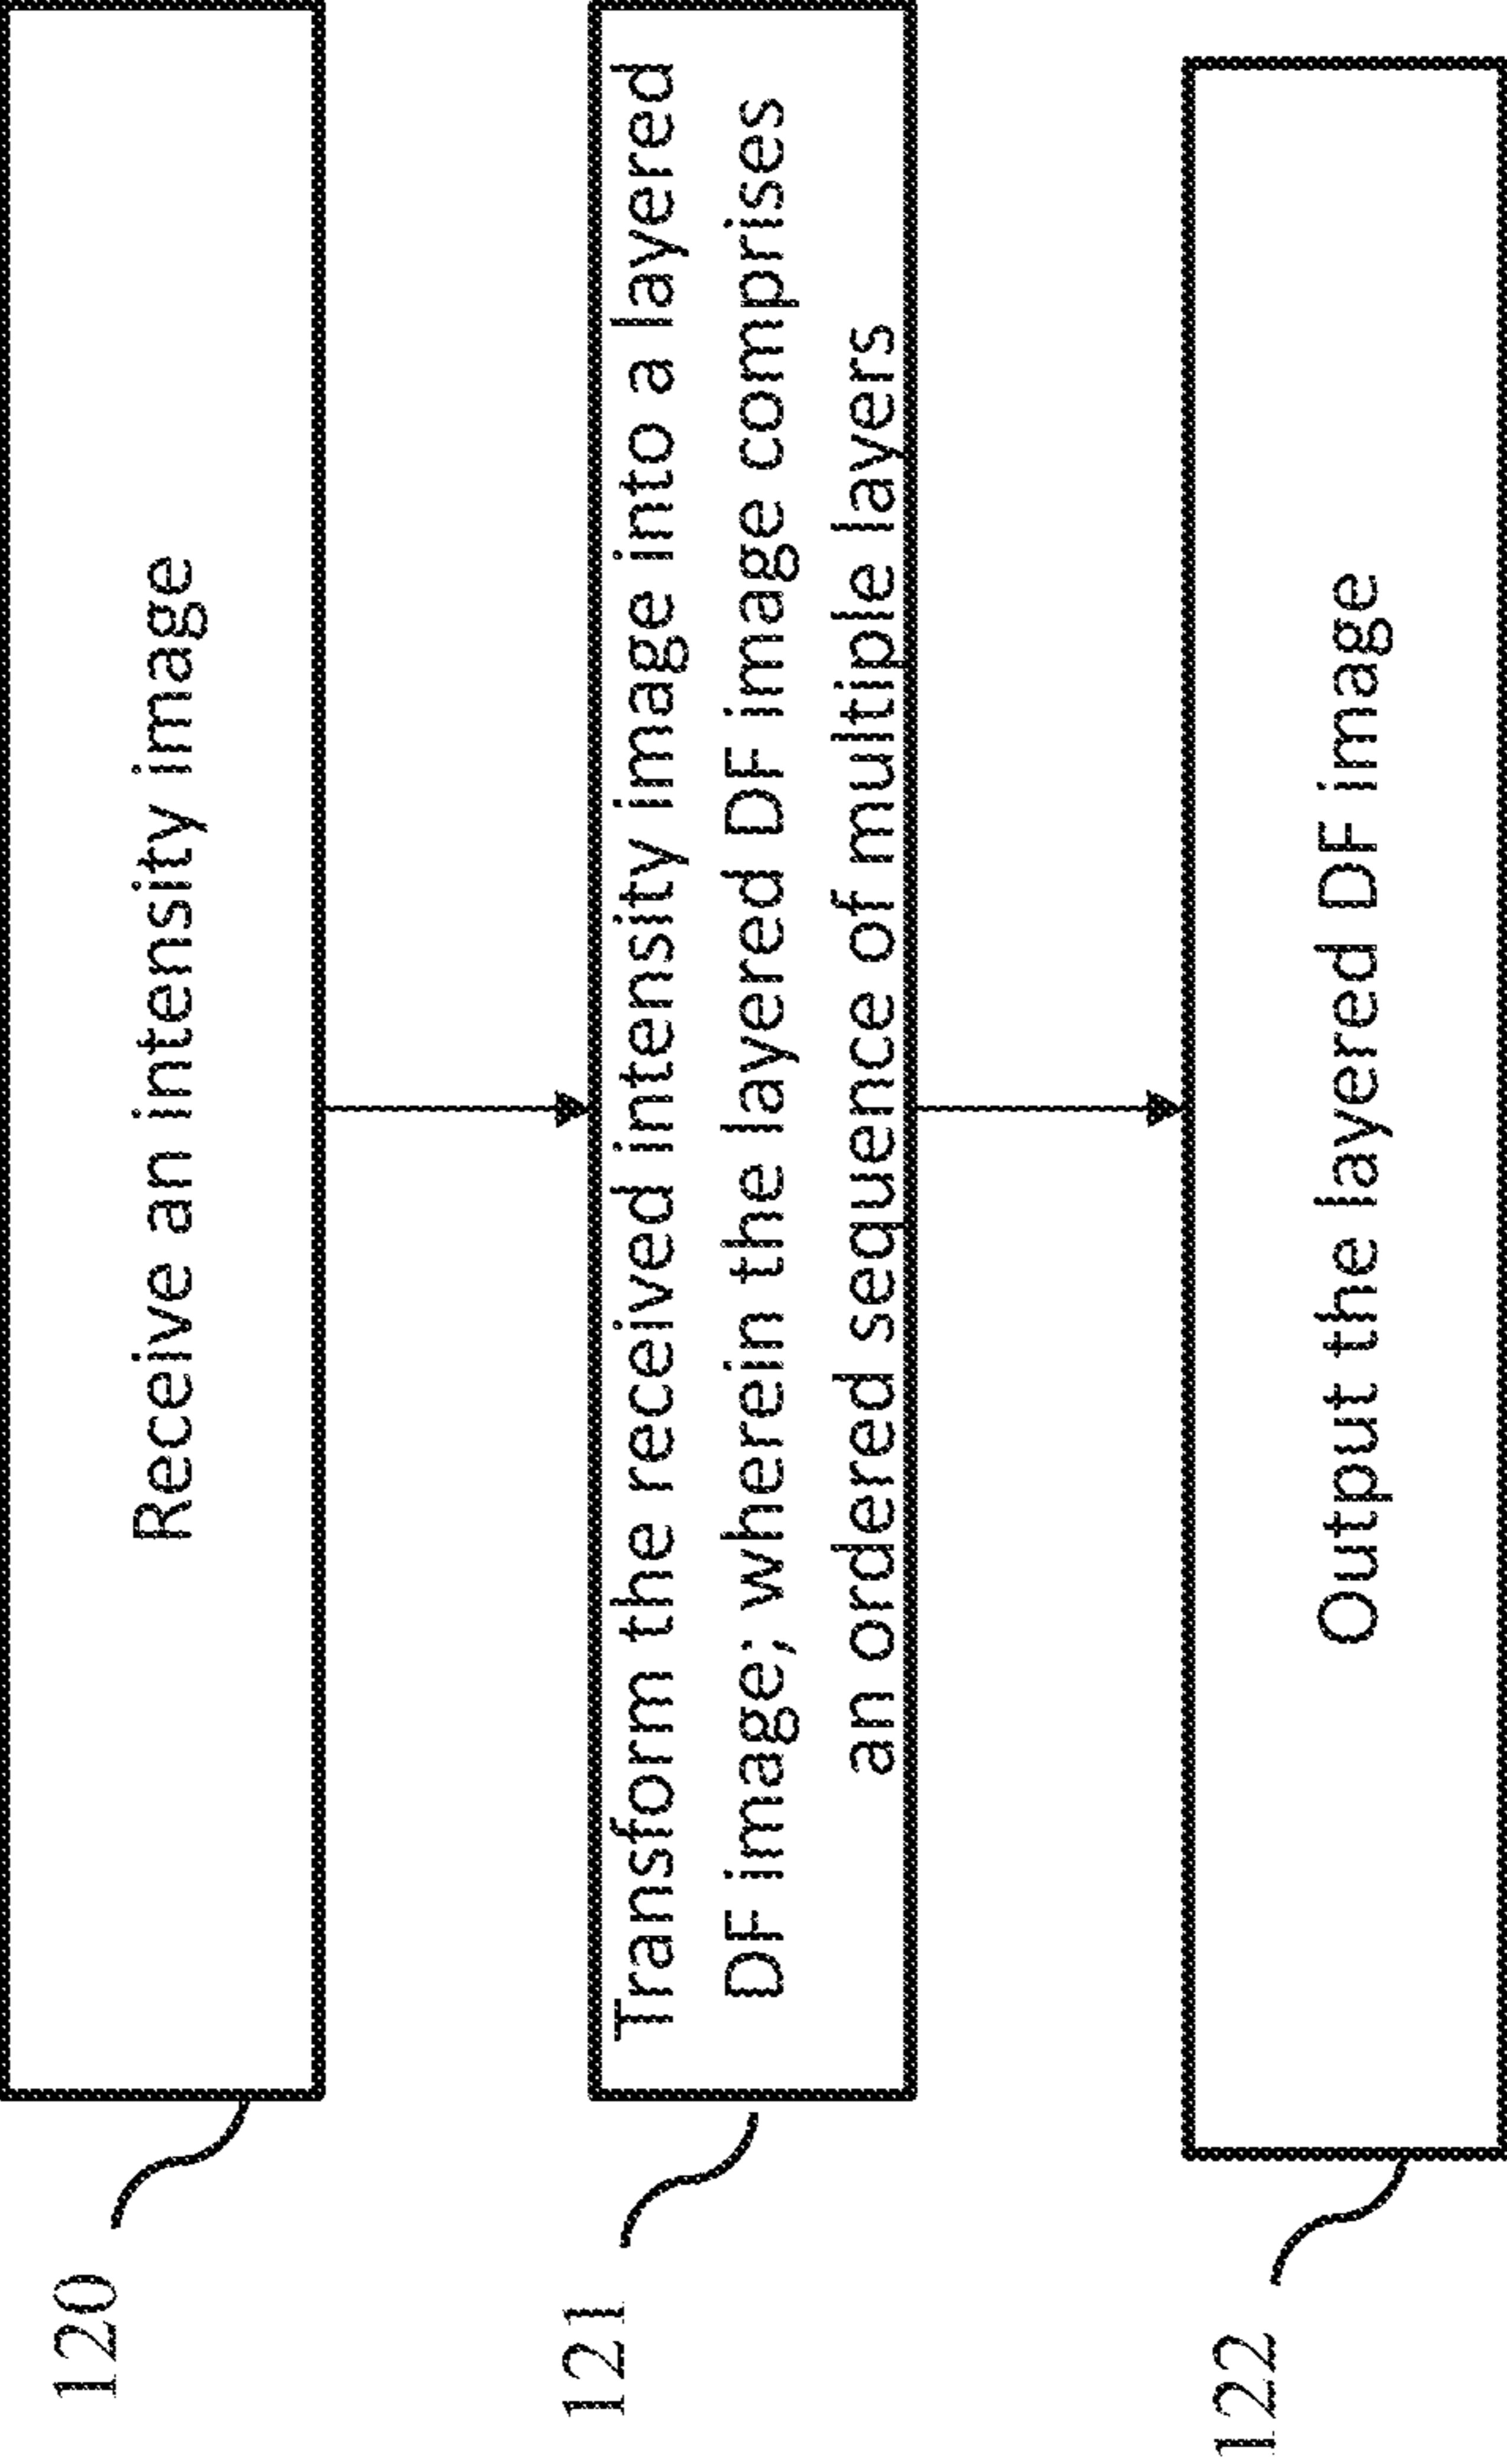 120
Receive an intensity image
121
Transform the received intensity image into a layered
DF image; wherein the layered DF image comprises
an ordered sequence of multiple layers
122
Output the layered DF image